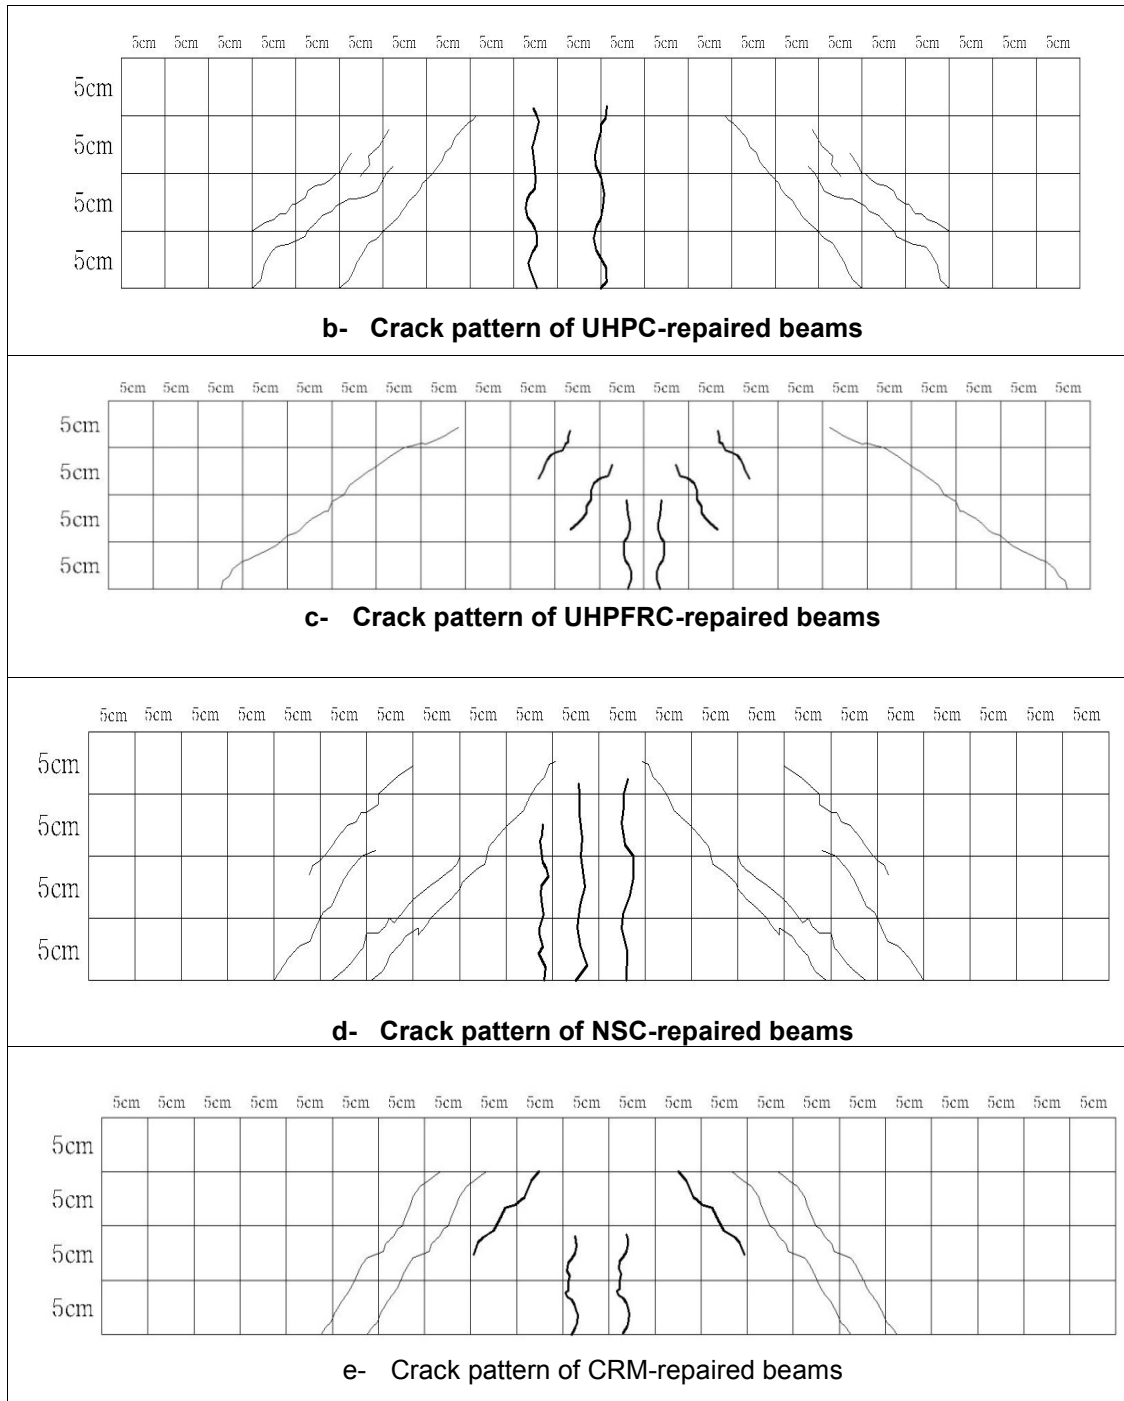 5cm 5cm 5cm 5cm 5cm 5cm 5cm 5cm 5cm 5cm 5cm 5cm 5cm 5cm 5cm 5cm 5cm 5cm 5cm 5cm 5cm 5cm
5cm
5cm
5cm
5cm
b- Crack pattern of UHPC-repaired beams
5cm 5cm 5cm 5cm 5cm 5cm 5cm 5cm 5cm 5cm 5cm 5cm 5cm 5cm 5cm 5cm 5cm 5cm 5cm 5cm 5cm 5cm
5cm
5cm
5cm
5cm
c- Crack pattern of UHPFRC-repaired beams
5cm 5cm 5cm 5cm 5cm 5cm 5cm 5cm 5cm 5cm 5cm 5cm 5cm 5cm 5cm 5cm 5cm 5cm 5cm 5cm 5cm 5cm
5cm
5cm
5cm
5cm
d- Crack pattern of NSC-repaired beams
5cm 5cm 5cm 5cm 5cm 5cm 5cm 5cm 5cm 5cm 5cm 5cm 5cm 5cm 5cm 5cm 5cm 5cm 5cm 5cm 5cm 5cm
5cm
5cm
5cm
5cm
e- Crack pattern of CRM-repaired beams